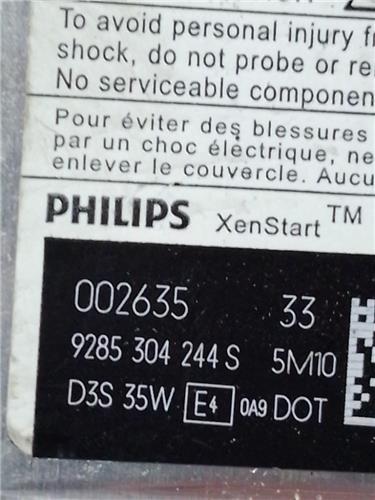 To avoid personal injury
shock, do not probe or
No serviceable componen
Pour éviter des blessures
par un choc électrique, ne
enlever le couvercle. Aucu
PHILIPS XenStart™
002635 33
9285 304 244 S 5M10
D3S 35W E4 0A9 DOT